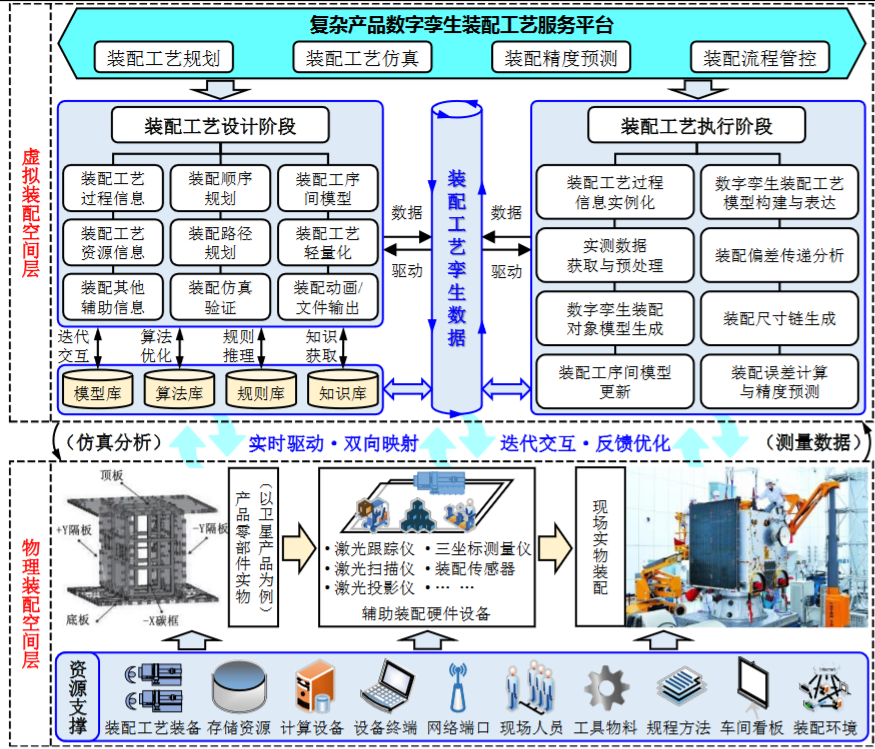 复杂产品数字孪生装配工艺服务平台
装配工艺规划
装配工艺仿真
装配精度预测
装配流程管控
虚拟装配空间层
装配工艺设计阶段
装配工艺
过程信息
装配顺序
规划
装配工序
间模型
装配工艺
资源信息
装配路径
规划
装配工艺
轻量化
装配其他
辅助信息
装配仿真
验证
装配动画/
文件输出
迭代
交互
算法
优化
规则
推理
知识
获取
模型库
算法库
规则库
知识库
数据
驱动
装配工艺孪生数据
数据
驱动
装配工艺执行阶段
装配工艺过程
信息实例化
数字孪生装配工艺
模型构建与表达
实测数据
获取与预处理
装配偏差传递分析
数字孪生装配
对象模型生成
装配尺寸链生成
装配工序间模型
更新
装配误差计算
与精度预测
(仿真分析)
实时驱动·双向映射
迭代交互·反馈优化
(测量数据)
物理装配空间层
顶板
+Y隔板
-Y隔板
底板
-X碳框
产品零部件实物
(以卫星产品为例)
·激光跟踪仪
·三坐标测量仪
·激光扫描仪
·装配传感器
·激光投影仪
·… …
辅助装配硬件设备
现场实物装配
资源支撑
装配工艺装备
存储资源
计算设备
设备终端
网络端口
现场人员
工具物料
规程方法
车间看板
Internet
装配环境